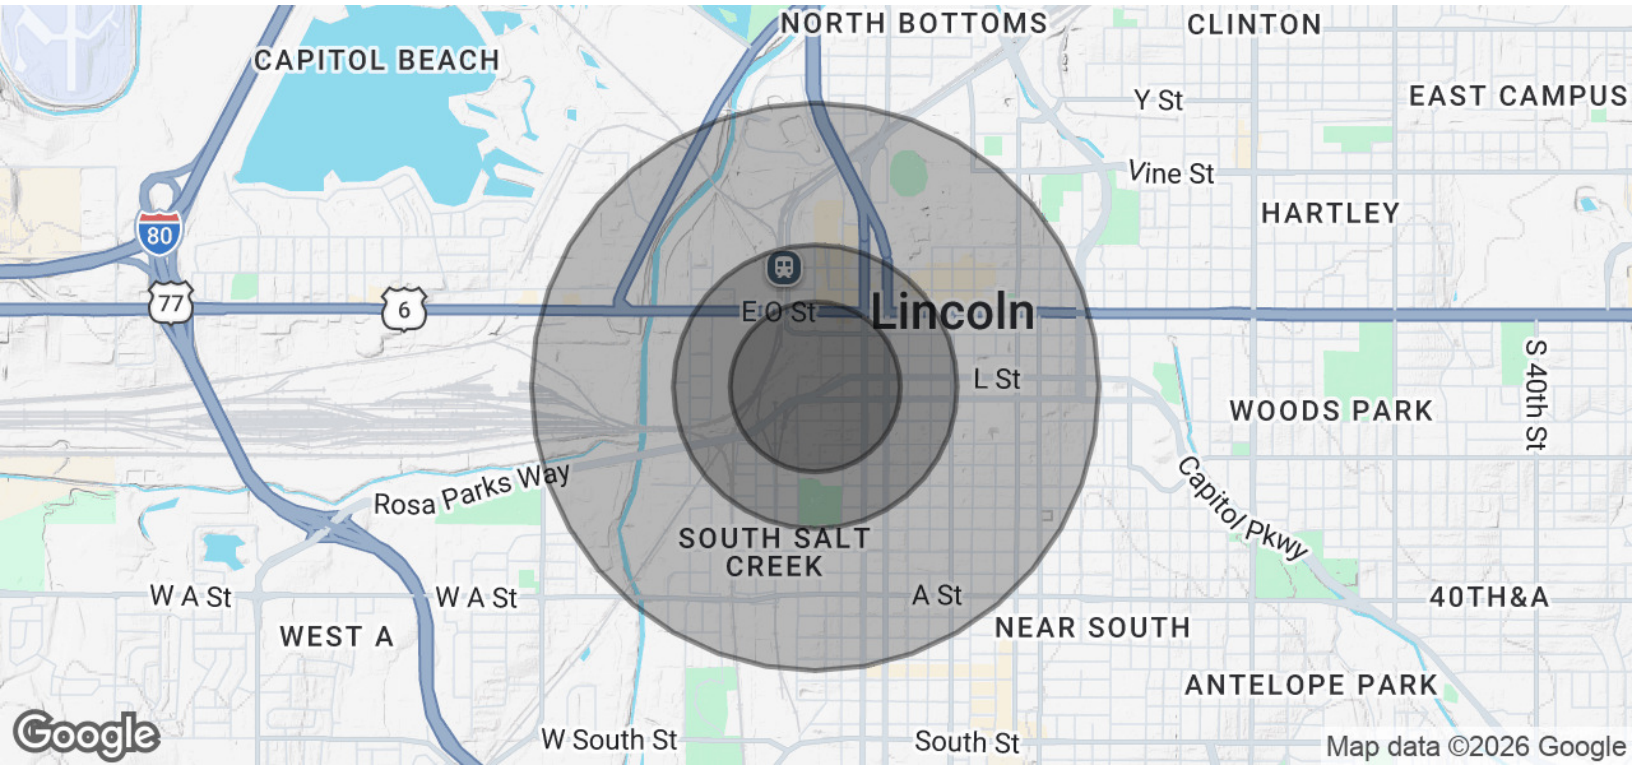 NORTH BOTTOMS
CLINTON
CAPITOL BEACH
Y St
EAST CAMPUS
Vine St
HARTLEY
80
77
6
E O St
Lincoln
L St
S 40th St
WOODS PARK
Rosa Parks Way
Capitol Pkwy
SOUTH SALT
CREEK
W A St
W A St
A St
40TH&A
WEST A
NEAR SOUTH
ANTELOPE PARK
Google
W South St
South St
Map data ©2026 Google